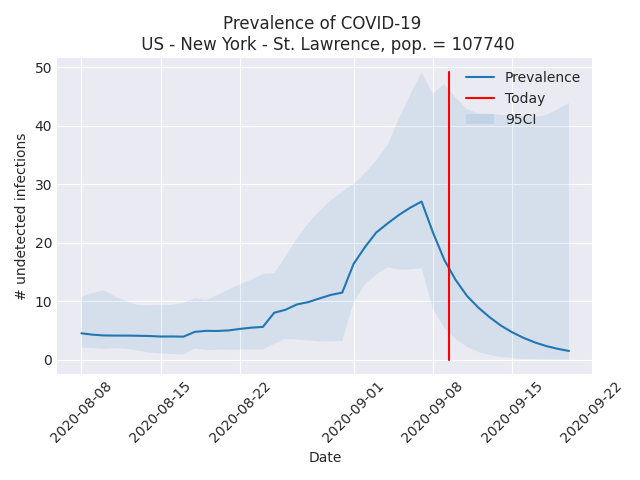 Prevalence of COVID-19
US - New York - St. Lawrence, pop. = 107740
# undetected infections
50
40
30
20
10
0
Prevalence
Today
95CI
2020-08-08
2020-08-15
2020-08-22
2020-09-01
2020-09-08
2020-09-15
2020-09-22
Date